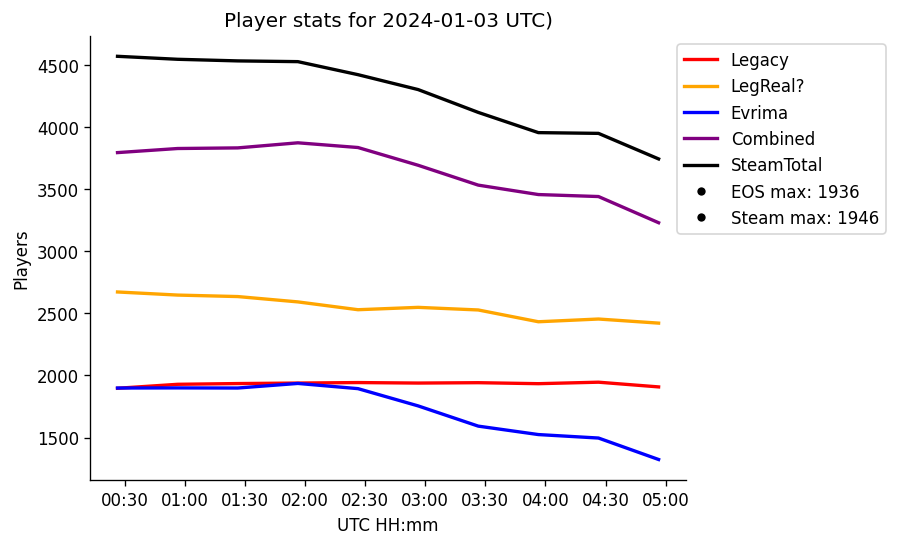 Player stats for 2024-01-03 UTC)
Players
4500
4000
3500
3000
2500
2000
1500
00:30 01:00 01:30 02:00 02:30 03:00 03:30 04:00 04:30 05:00
UTC HH:mm
Legacy
LegReal?
Evrima
Combined
SteamTotal
EOS max: 1936
Steam max: 1946